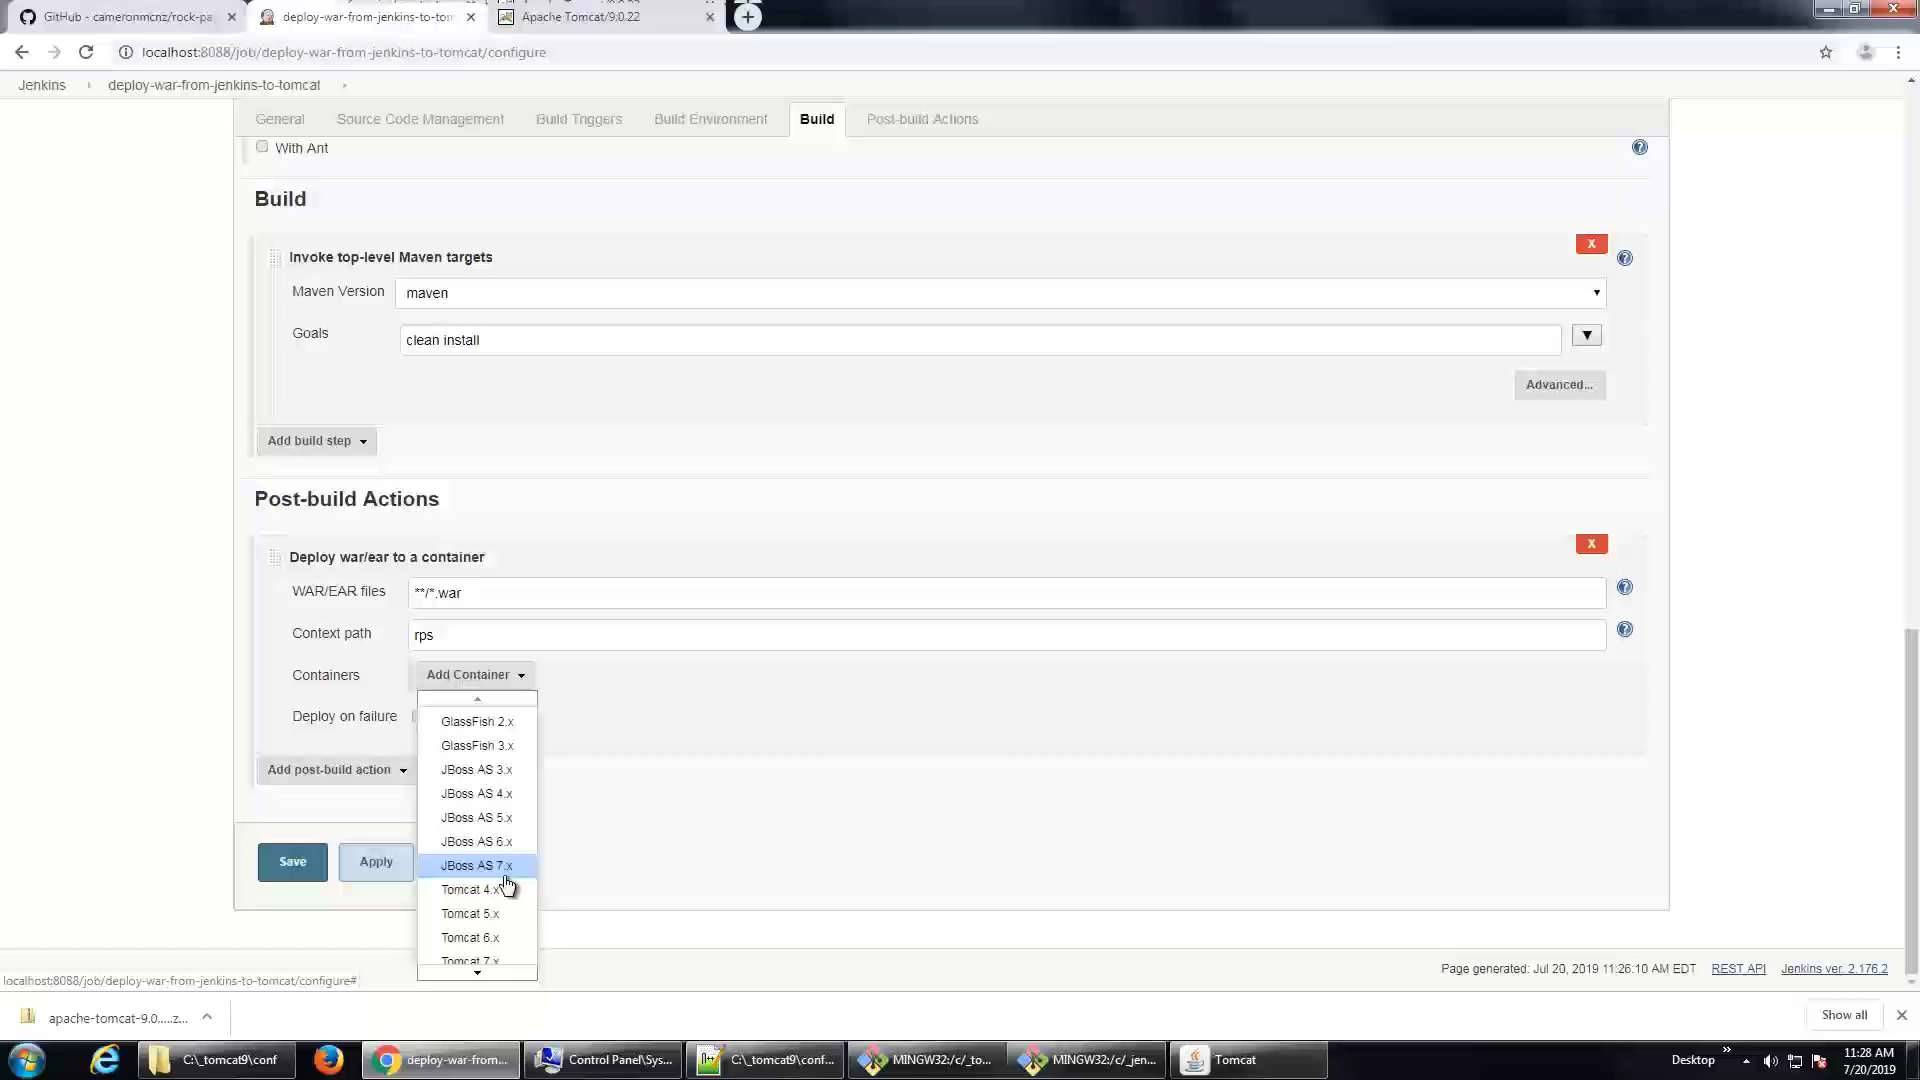 GitHub - cameronmcnz/rock-pa
deploy-war-from-jenkins-to-tom
Apache Tomcat/9.0.22
localhost:8088/job/deploy-war-from-jenkins-to-tomcat/configure
Jenkins
deploy-war-from-jenkins-to-tomcat
General
Source Code Management
Build Triggers
Build Environment
Build
Post-build Actions
With Ant
Build
Invoke top-level Maven targets
X
Maven Version
maven
Goals
clean install
Advanced...
Add build step
Post-build Actions
Deploy war/ear to a container
X
WAR/EAR files
**/*.war
Context path
rps
Containers
Add Container
Deploy on failure
GlassFish 2.x
GlassFish 3.x
JBoss AS 3.x
JBoss AS 4.x
JBoss AS 5.x
JBoss AS 6.x
JBoss AS 7.x
Tomcat 4.x
Tomcat 5.x
Tomcat 6.x
Tomcat 7.x
Add post-build action
Save
Apply
Page generated: Jul 20, 2019 11:26:10 AM EDT
REST API
Jenkins ver. 2.176.2
localhost:8088/job/deploy-war-from-jenkins-to-tomcat/configure#
apache-tomcat-9.0.....z...
Show all
C:\_tomcat9\conf
deploy-war-from...
Control Panel\Sys...
C:\_tomcat9\conf...
MINGW32:/c/_to...
MINGW32:/c/_jen...
Tomcat
Desktop
11:28 AM
7/20/2019